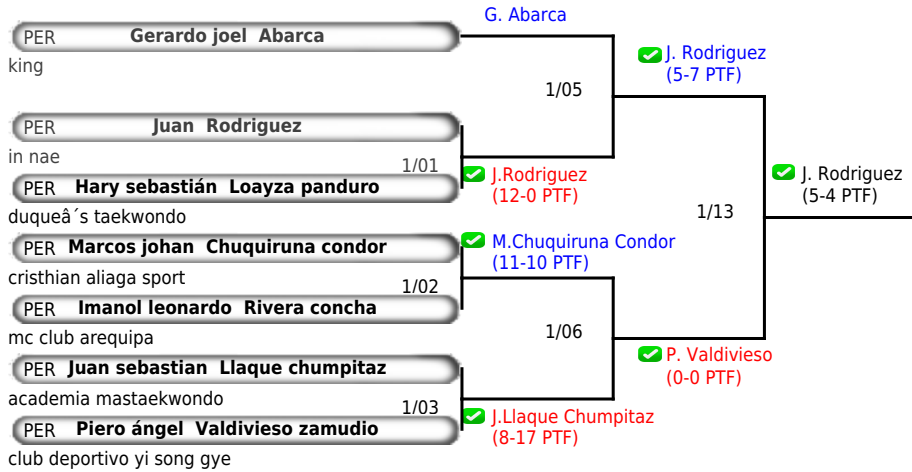 G. Abarca
PER Gerardo joel Abarca
king
J. Rodriguez
(5-7 PTF)
1/05
PER Juan Rodriguez
in nae
1/01
J.Rodriguez
(12-0 PTF)
PER Hary sebastián Loayza panduro
duqueâ´s taekwondo
J. Rodriguez
(5-4 PTF)
1/13
PER Marcos johan Chuquiruna condor
cristhian aliaga sport
M.Chuquiruna Condor
(11-10 PTF)
1/02
PER Imanol leonardo Rivera concha
mc club arequipa
1/06
P. Valdivieso
(0-0 PTF)
PER Juan sebastian Llaque chumpitaz
academia mastaekwondo
1/03
J.Llaque Chumpitaz
(8-17 PTF)
PER Piero ángel Valdivieso zamudio
club deportivo yi song gye